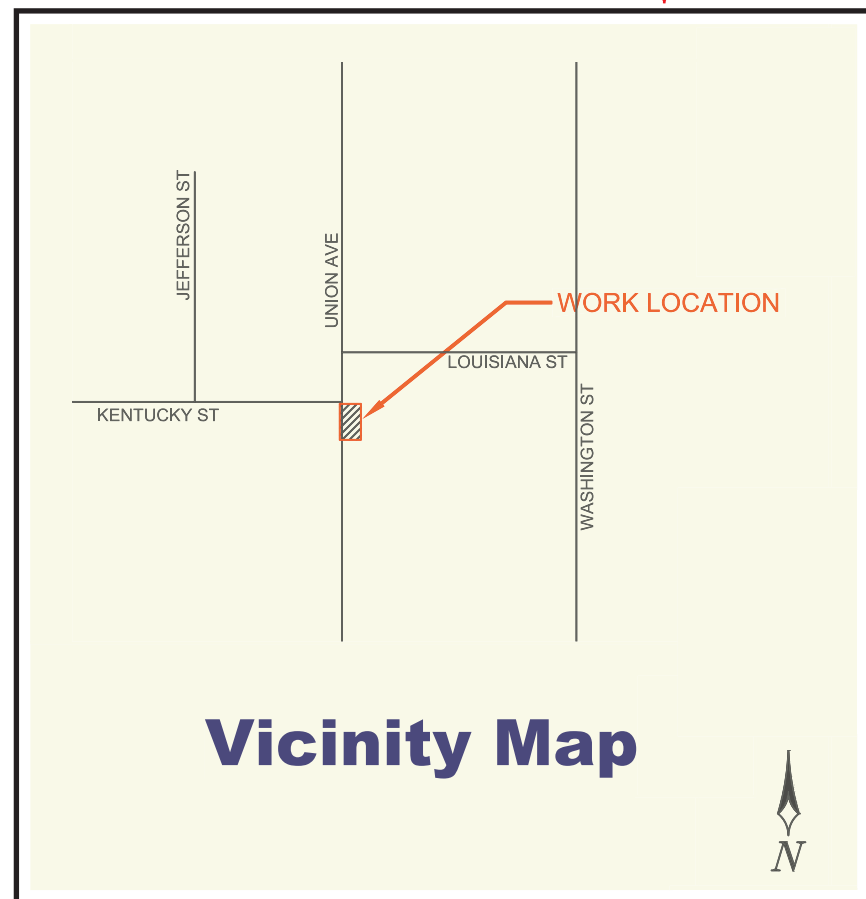 JEFFERSON ST
UNION AVE
WORK LOCATION
LOUISIANA ST
KENTUCKY ST
WASHINGTON ST
Vicinity Map
N